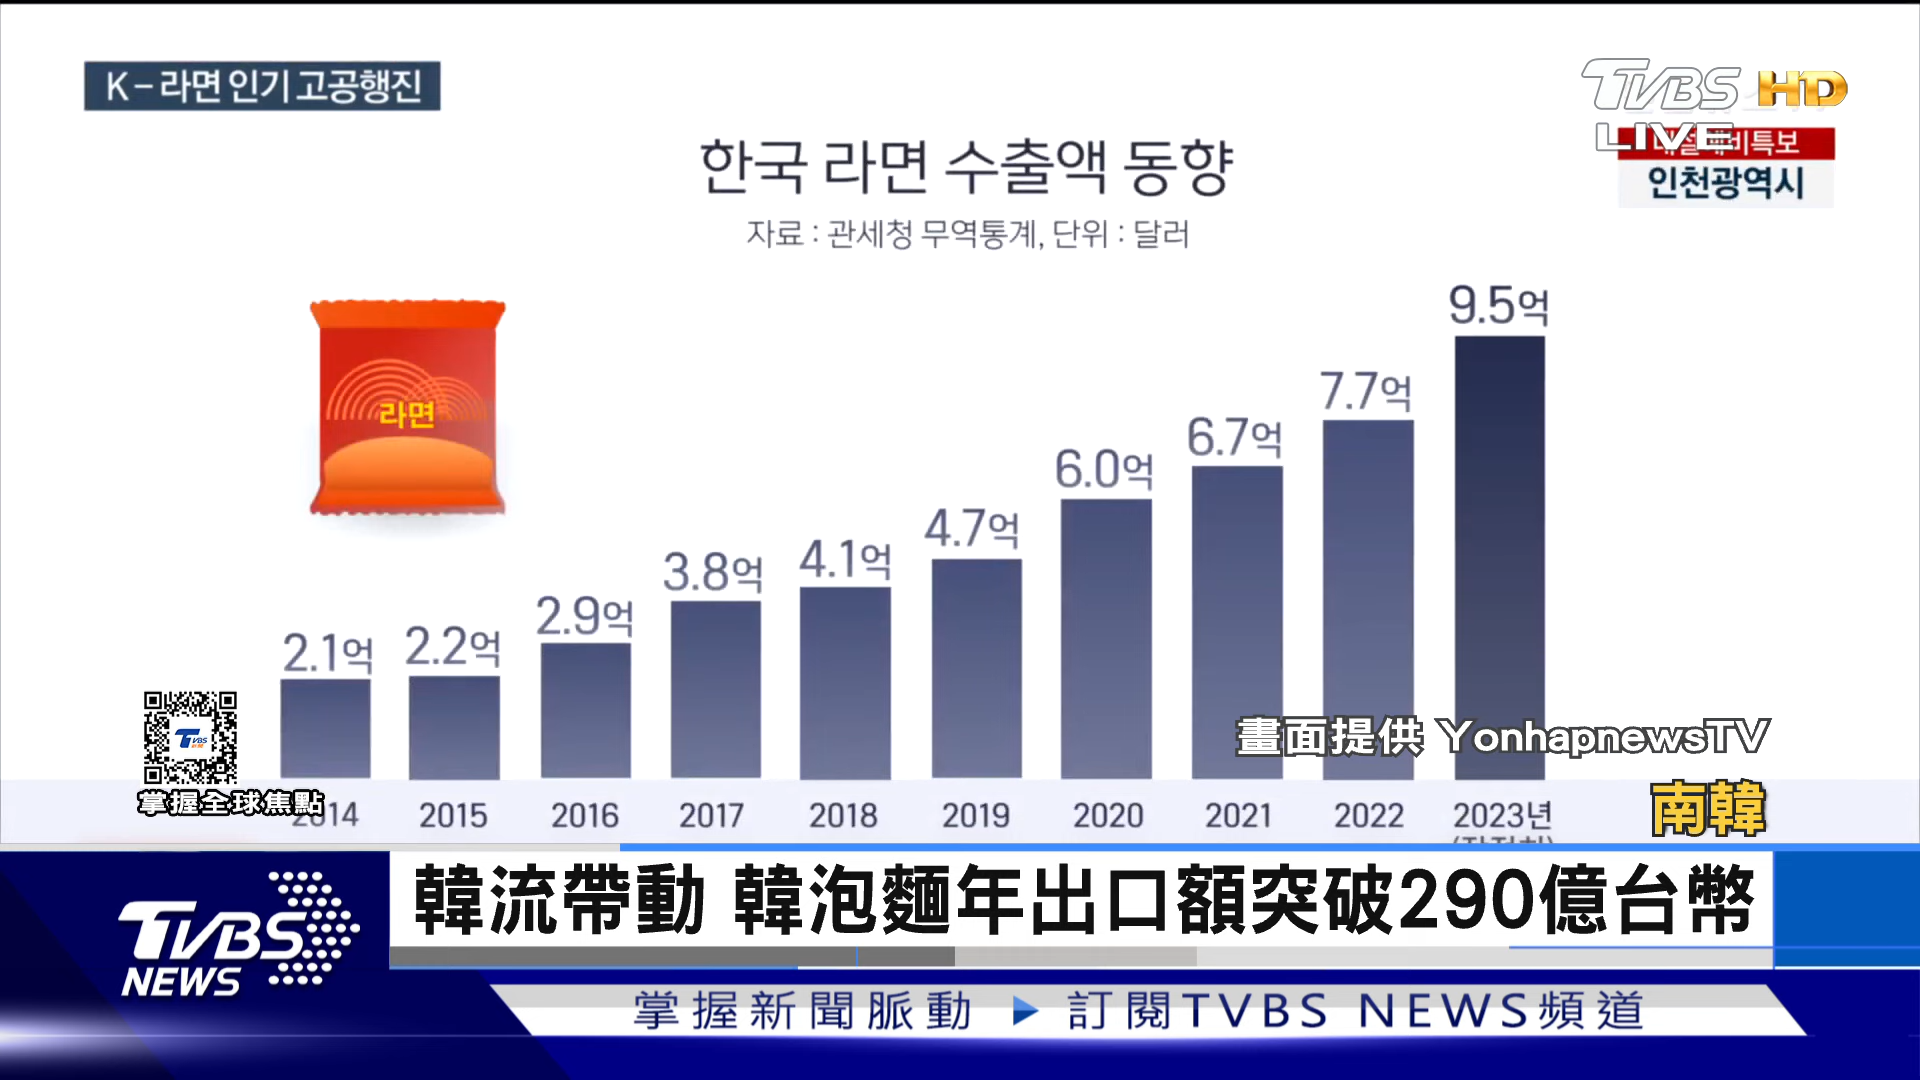 K-라면 인기 고공행진
TVBS HD
LIVE
인천광역시
한국 라면 수출액 동향
자료 : 관세청 무역통계, 단위 : 달러
라면
2.1억
2.2억
2.9억
3.8억
4.1억
4.7억
6.0억
6.7억
7.7억
9.5억
2014
2015
2016
2017
2018
2019
2020
2021
2022
2023년
TVBS
掌握全球焦點
畫面提供 YonhapnewsTV
南韓
韓流帶動 韓泡麵年出口額突破290億台幣
TVBS
NEWS
掌握新聞脈動 ▶ 訂閱TVBS NEWS頻道